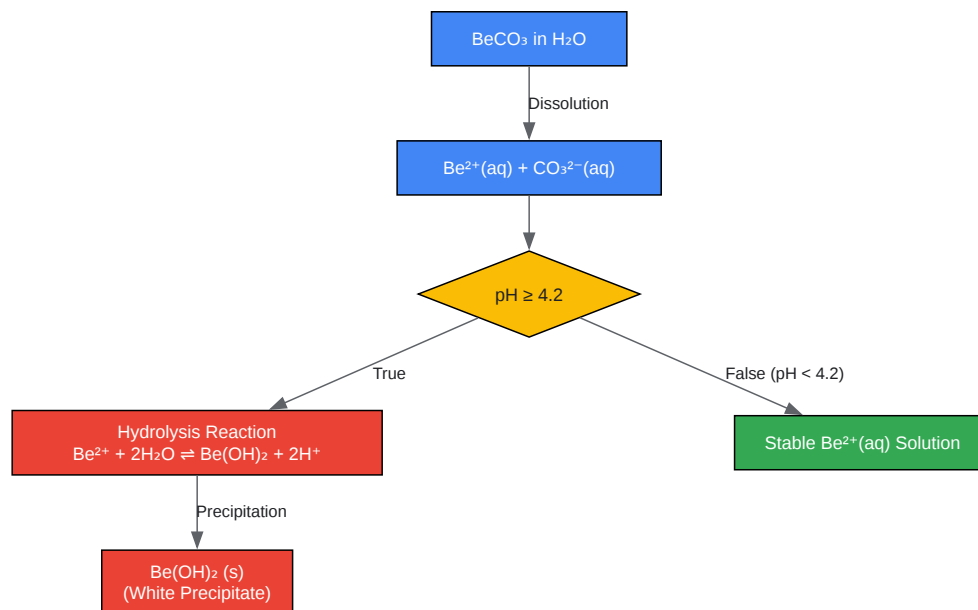 BeCO₃ in H₂O
Dissolution
Be²⁺(aq) + CO₃²⁻(aq)
pH ≥ 4.2
True
False (pH < 4.2)
Hydrolysis Reaction
Be²⁺ + 2H₂O ⇌ Be(OH)₂ + 2H⁺
Stable Be²⁺(aq) Solution
Precipitation
Be(OH)₂ (s)
(White Precipitate)